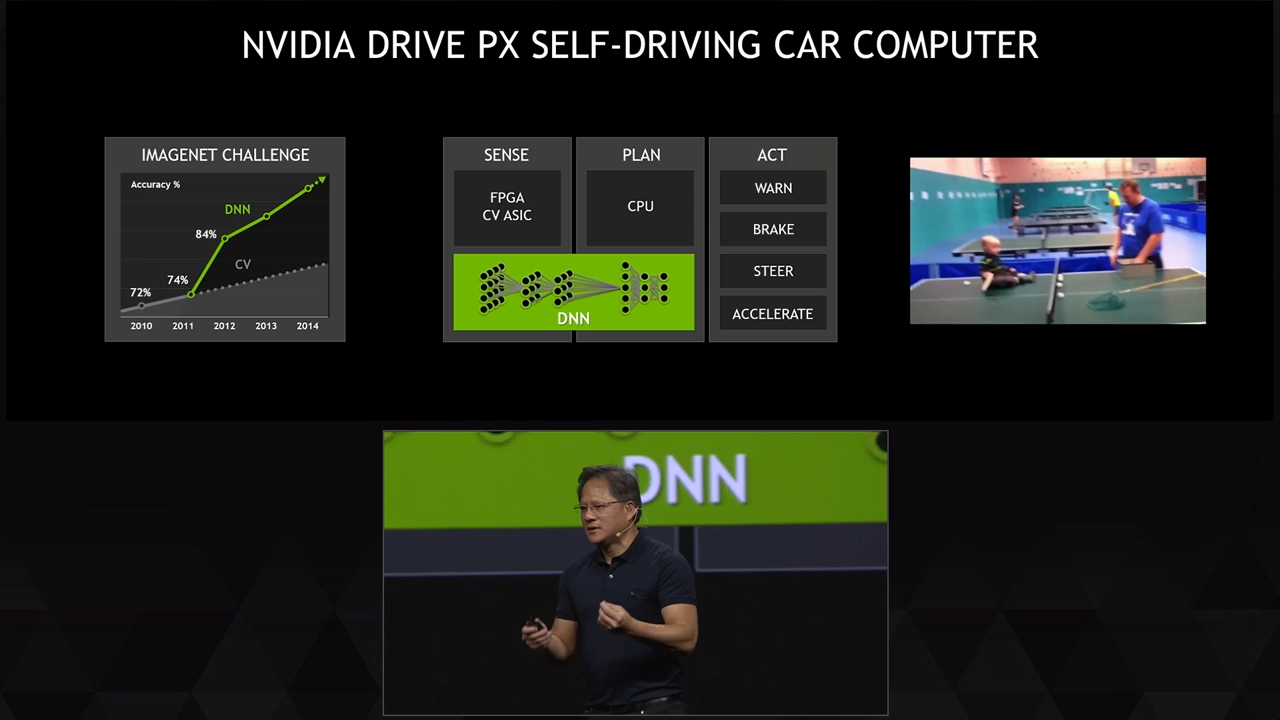 NVIDIA DRIVE PX SELF-DRIVING CAR COMPUTER
IMAGENET CHALLENGE
Accuracy %
DNN
84%
CV
74%
72%
2010 2011 2012 2013 2014
SENSE
FPGA
CV ASIC
PLAN
CPU
DNN
ACT
WARN
BRAKE
STEER
ACCELERATE
DNN